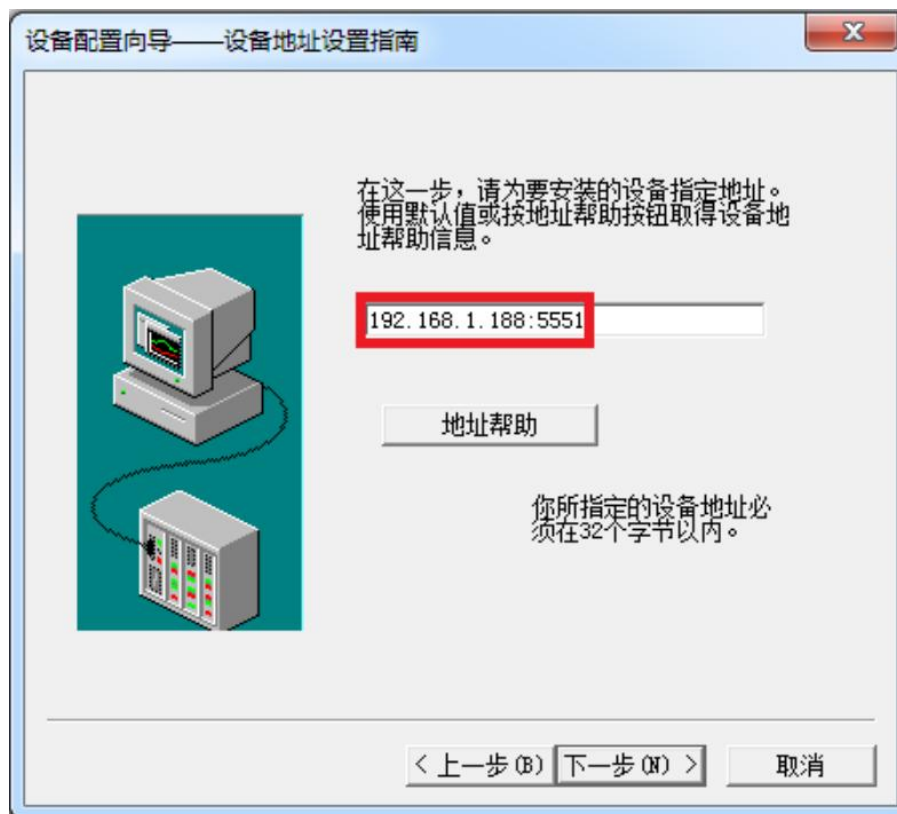 设备配置向导——设备地址设置指南
在这一步，请为要安装的设备指定地址。
使用默认值或按地址帮助按钮取得设备地
址帮助信息。
192.168.1.188:5551
地址帮助
你所指定的设备地址必
须在32个字节以内。
< 上一步(B) 下一步(N) > 取消